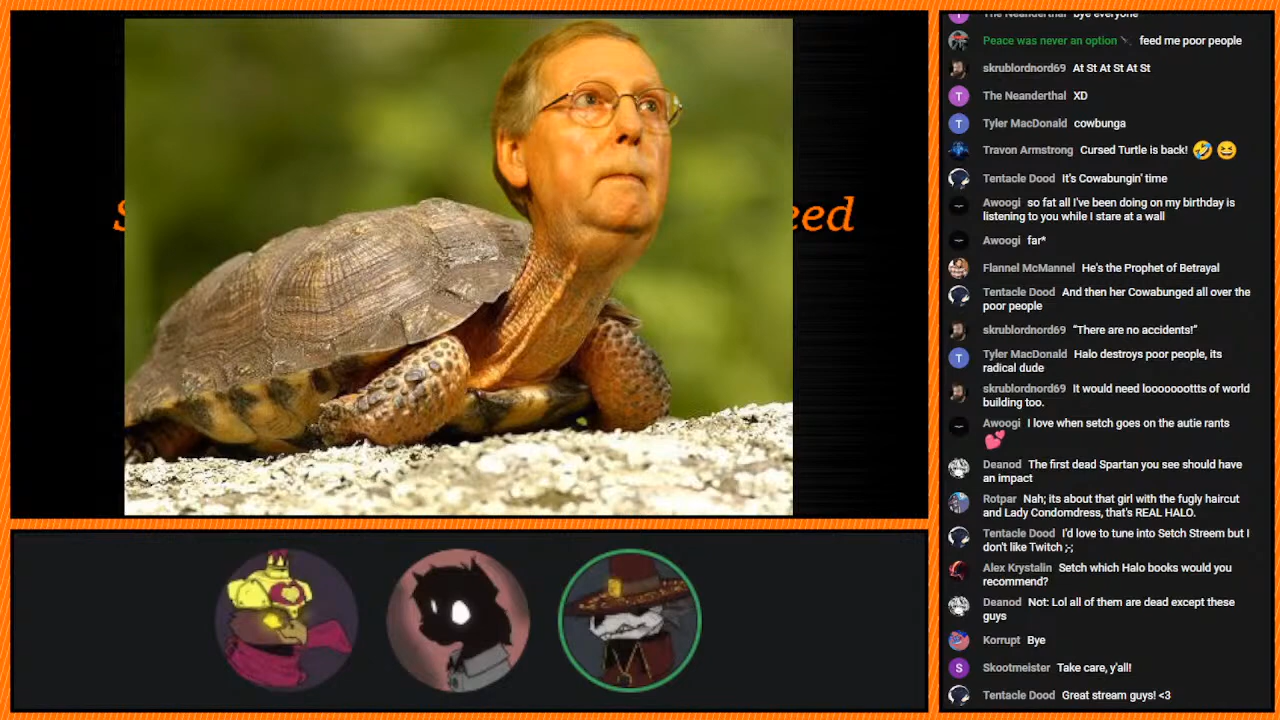 The Neanderthal bye everyone
Peace was never an option feed me poor people
skrublordnord69 At St At St At St
The Neanderthal XD
Tyler MacDonald cowbunga
Travon Armstrong Cursed Turtle is back! 🤣 😆
Tentacle Dood It's Cowabungin' time
Awoogi so fat all I've been doing on my birthday is
listening to you while I stare at a wall
Awoogi far*
Flannel McMannel He's the Prophet of Betrayal
Tentacle Dood And then her Cowabunged all over the
poor people
skrublordnord69 “There are no accidents!”
Tyler MacDonald Halo destroys poor people, its
radical dude
skrublordnord69 It would need looooooottts of world
building too.
Awoogi I love when setch goes on the autie rants
💕
Deanod The first dead Spartan you see should have
an impact
Rotpar Nah; its about that girl with the fugly haircut
and Lady Condomdress, that's REAL HALO.
Tentacle Dood I'd love to tune into Setch Streem but I
don't like Twitch ;-;
Alex Krystalin Setch which Halo books would you
recommend?
Deanod Not: Lol all of them are dead except these
guys
Korrupt Bye
Skootmeister Take care, y'all!
Tentacle Dood Great stream guys! <3
S
eed
T
T
T
S